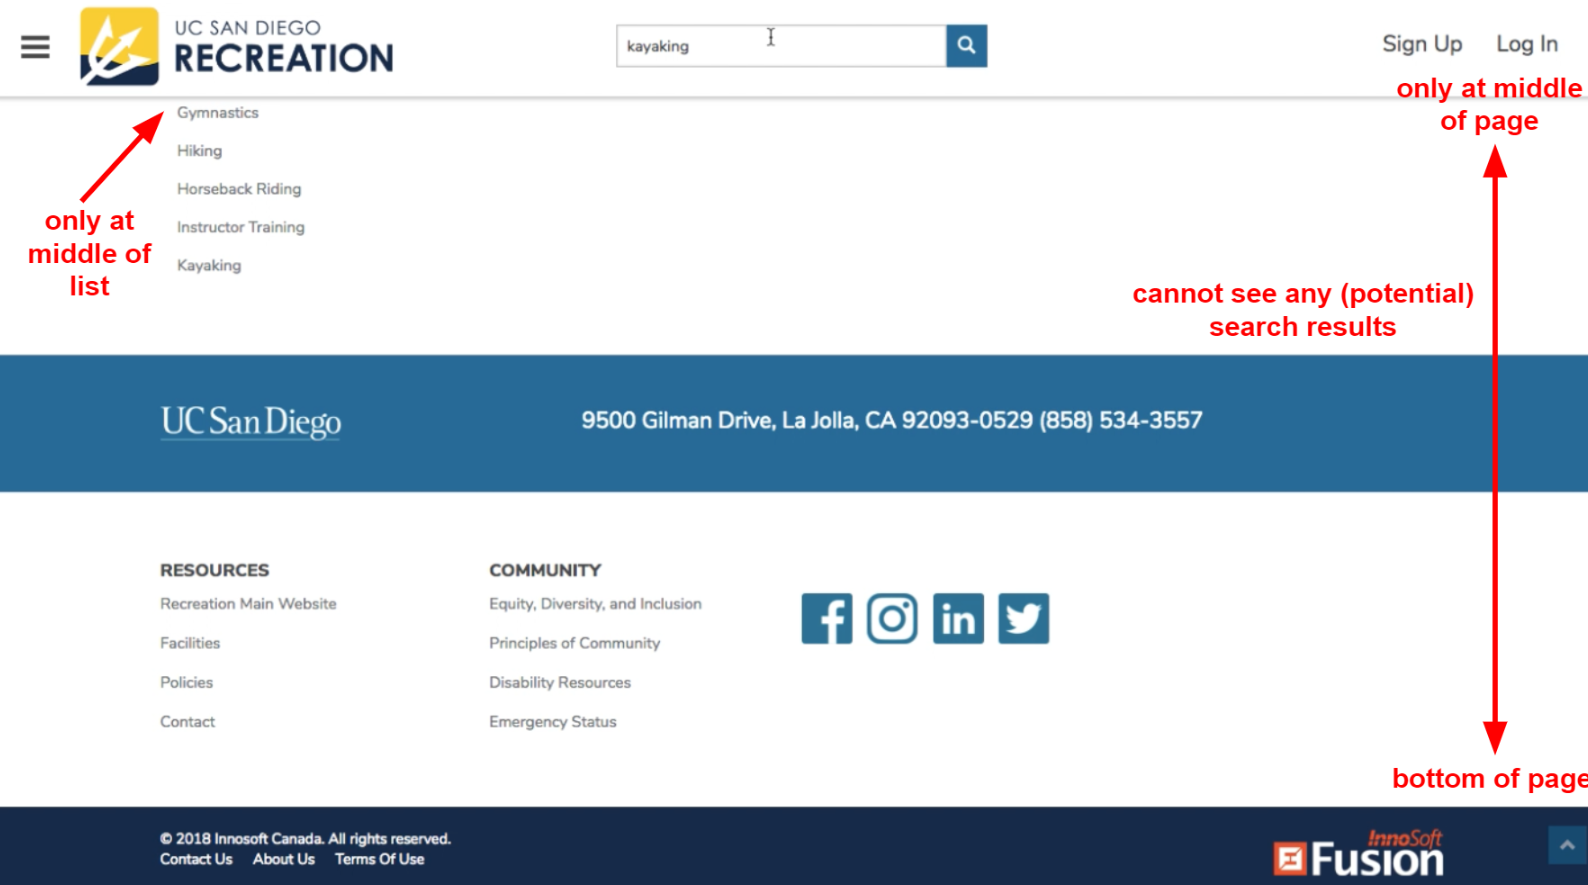 UC SAN DIEGO
RECREATION
kayaking
Sign Up Log In
only at middle
of page
Gymnastics
Hiking
Horseback Riding
Instructor Training
Kayaking
only at
middle of
list
cannot see any (potential)
search results
UC San Diego
9500 Gilman Drive, La Jolla, CA 92093-0529 (858) 534-3557
RESOURCES
Recreation Main Website
Facilities
Policies
Contact
COMMUNITY
Equity, Diversity, and Inclusion
Principles of Community
Disability Resources
Emergency Status
f
in
bottom of page
© 2018 Innosoft Canada. All rights reserved.
Contact Us About Us Terms Of Use
InnoSoft
Fusion